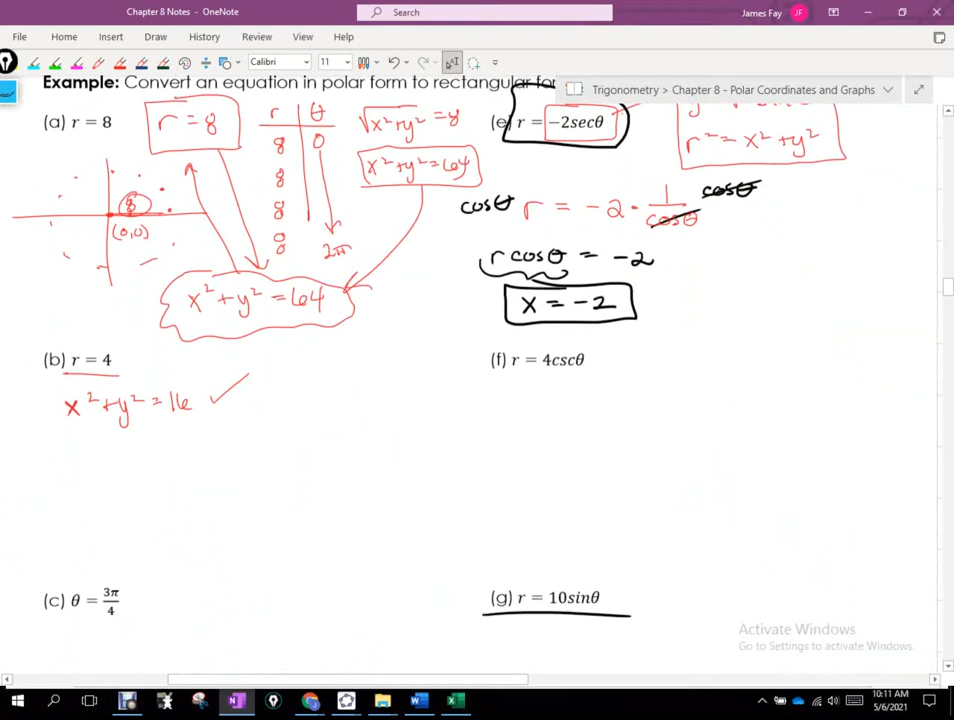 Chapter 8 Notes - OneNote
Search
James Fay JF
File Home Insert Draw History Review View Help
Calibri 11
Example: Convert an equation in polar form to rectangular for
Trigonometry > Chapter 8 - Polar Coordinates and Graphs
(a) r = 8
r = 8
r θ
8 0
8
8
8 2π
√x²+y² = 8
x²+y² = 64
8
(0,0)
x² + y² = 64
(e) r = −2secθ
r² = x² + y²
cosθ r = −2 · 1/cosθ cosθ
r cosθ = −2
x = −2
(b) r = 4
x² + y² = 16
(f) r = 4cscθ
(c) θ = 3π/4
(g) r = 10sinθ
Activate Windows
Go to Settings to activate Windows.
10:11 AM
5/6/2021